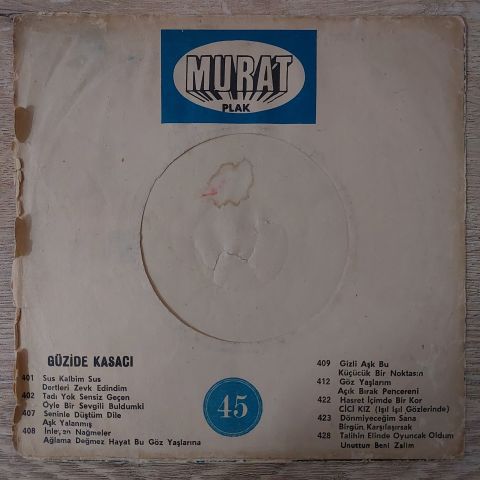 MURAT
PLAK
GÜZİDE KASACI
401 Sus Kalbim Sus
Dertleri Zevk Edindim
402 Tadı Yok Sensiz Geçen
Öyle Bir Sevgili Buldumki
407 Seninle Düştüm Dile
Aşk Yalanmış
408 İnleyen Nağmeler
Ağlama Değmez Hayat Bu Göz Yaşlarına
45
409 Gizli Aşk Bu
Küçücük Bir Noktasın
412 Göz Yaşlarım
Açık Bırak Pencereni
422 Hasret İçimde Bir Kor
CİCİ KIZ (Işıl Işıl Gözlerinde)
423 Dönmiyeceğim Sana
Birgün Karşılaşırsak
428 Talihin Elinde Oyuncak Oldum
Unuttun Beni Zalim